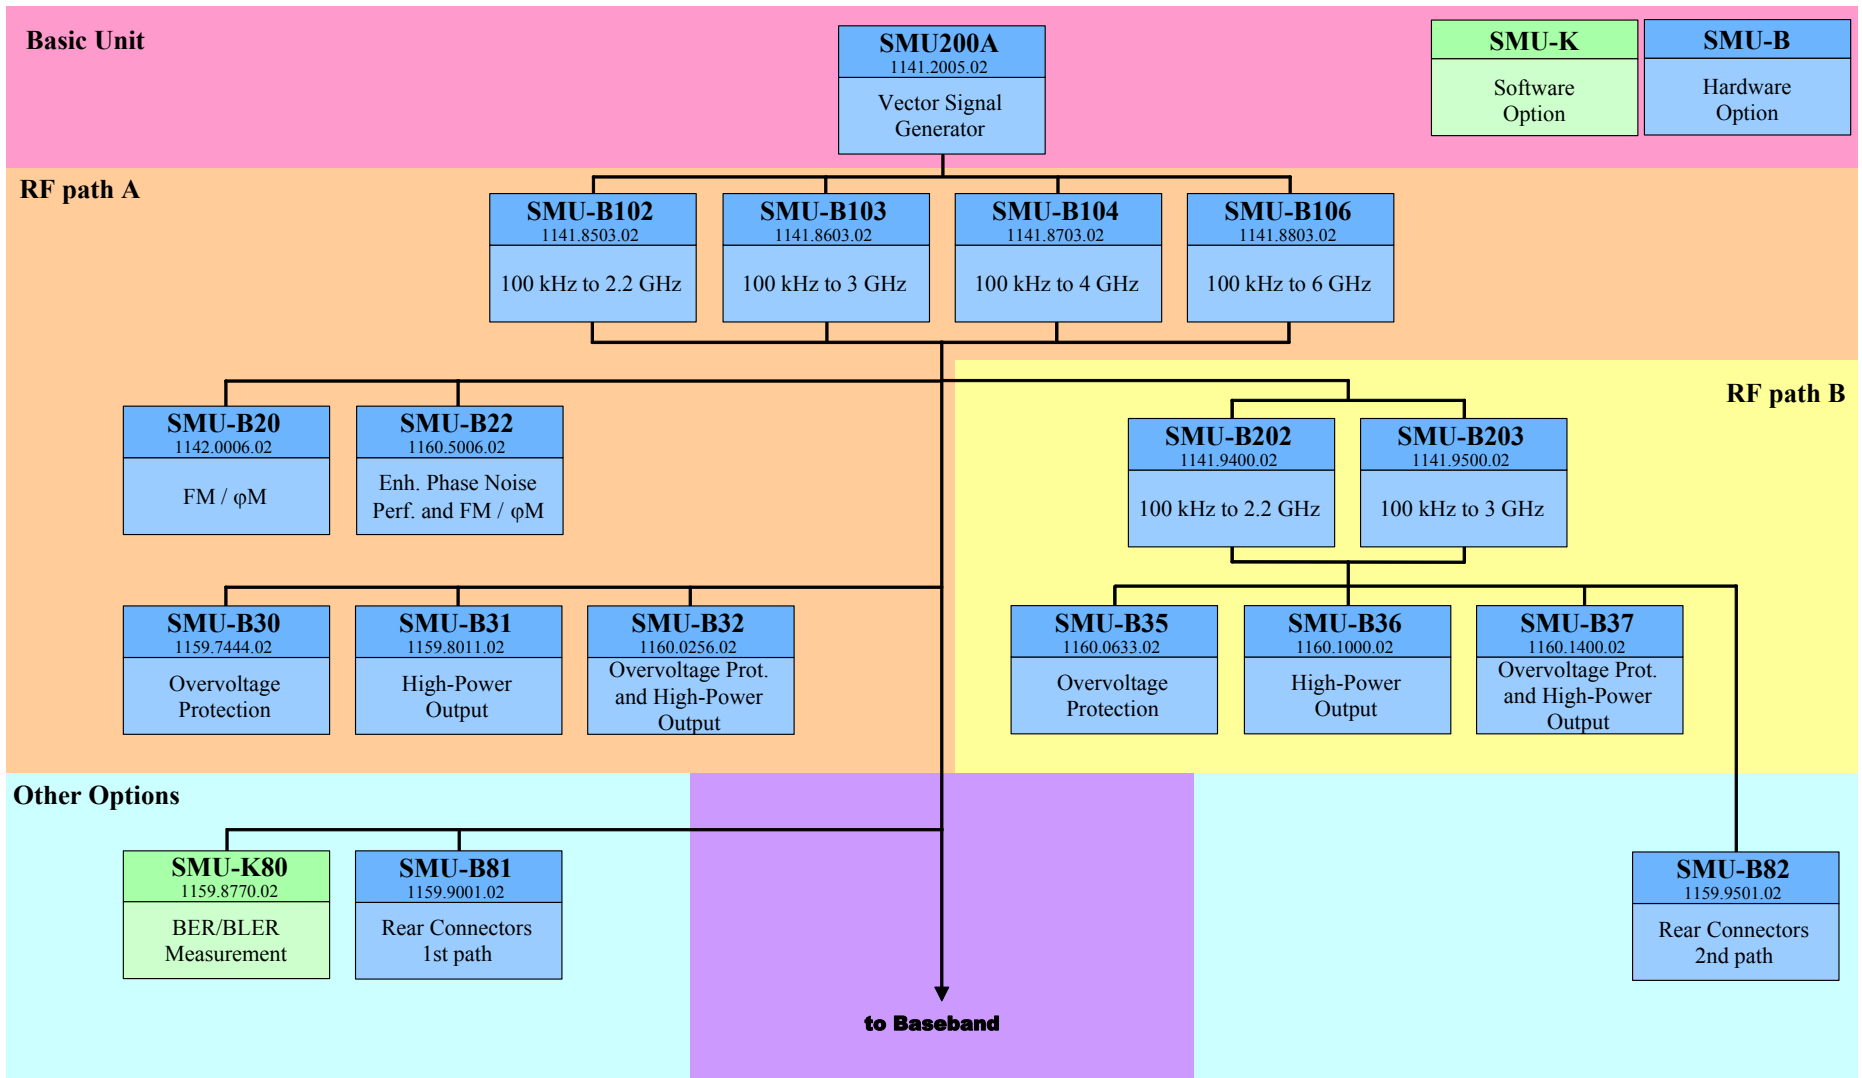 Basic Unit
SMU200A
1141.2005.02
Vector Signal
Generator
SMU-K
Software
Option
SMU-B
Hardware
Option
RF path A
SMU-B102
1141.8503.02
100 kHz to 2.2 GHz
SMU-B103
1141.8603.02
100 kHz to 3 GHz
SMU-B104
1141.8703.02
100 kHz to 4 GHz
SMU-B106
1141.8803.02
100 kHz to 6 GHz
SMU-B20
1142.0006.02
FM / φM
SMU-B22
1160.5006.02
Enh. Phase Noise
Perf. and FM / φM
RF path B
SMU-B202
1141.9400.02
100 kHz to 2.2 GHz
SMU-B203
1141.9500.02
100 kHz to 3 GHz
SMU-B30
1159.7444.02
Overvoltage
Protection
SMU-B31
1159.8011.02
High-Power
Output
SMU-B32
1160.0256.02
Overvoltage Prot.
and High-Power
Output
SMU-B35
1160.0633.02
Overvoltage
Protection
SMU-B36
1160.1000.02
High-Power
Output
SMU-B37
1160.1400.02
Overvoltage Prot.
and High-Power
Output
Other Options
SMU-K80
1159.8770.02
BER/BLER
Measurement
SMU-B81
1159.9001.02
Rear Connectors
1st path
SMU-B82
1159.9501.02
Rear Connectors
2nd path
to Baseband